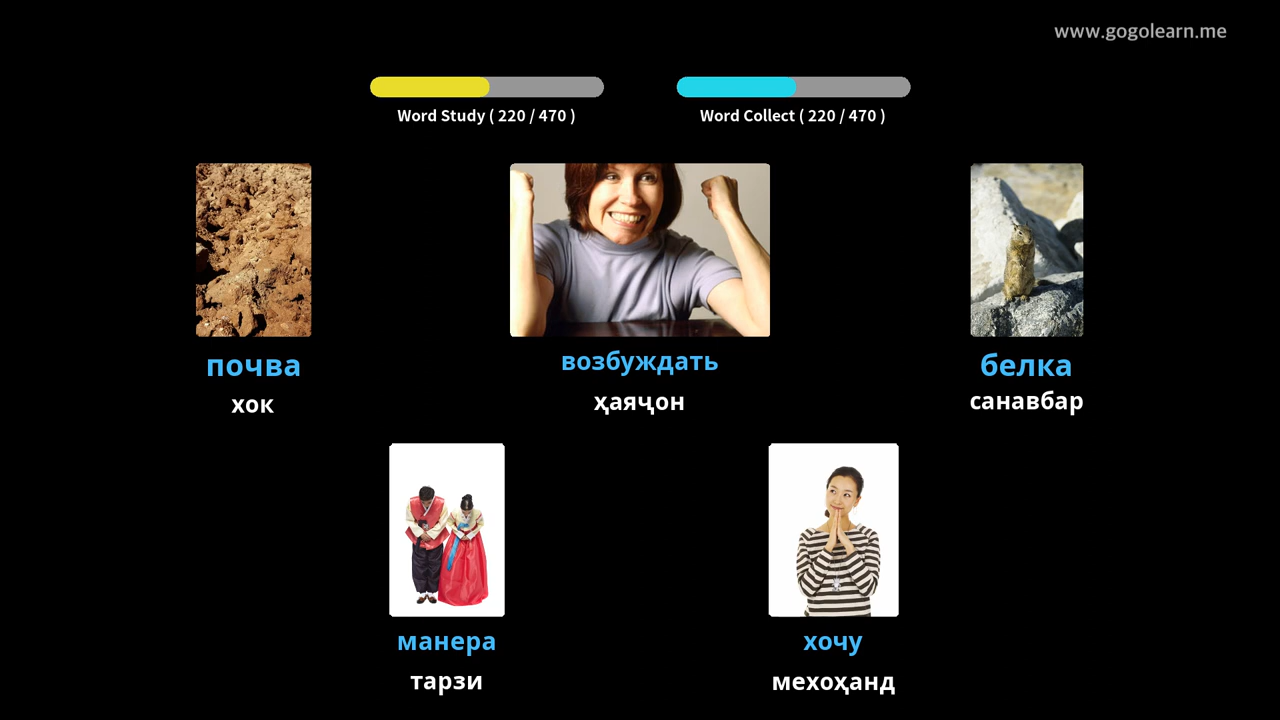 www.gogolearn.me
Word Study ( 220 / 470 )
Word Collect ( 220 / 470 )
почва
возбуждать
белка
хок
ҳаяҷон
санавбар
манера
хочу
тарзи
мехоҳанд